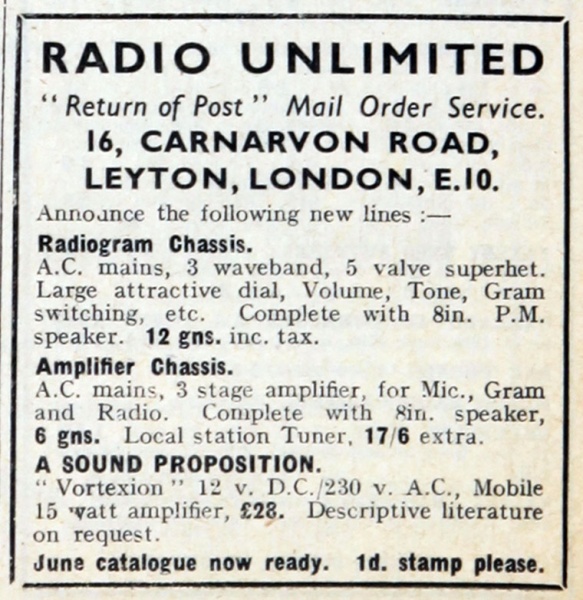 RADIO UNLIMITED
"Return of Post" Mail Order Service.
16, CARNARVON ROAD,
LEYTON, LONDON, E.10.
Announce the following new lines :—
Radiogram Chassis.
A.C. mains, 3 waveband, 5 valve superhet.
Large attractive dial, Volume, Tone, Gram
switching, etc. Complete with 8in. P.M.
speaker. 12 gns. inc. tax.
Amplifier Chassis.
A.C. mains, 3 stage amplifier, for Mic., Gram
and Radio. Complete with 8in. speaker,
6 gns. Local station Tuner, 17/6 extra.
A SOUND PROPOSITION.
"Vortexion" 12 v. D.C./230 v. A.C., Mobile
15 watt amplifier, £28. Descriptive literature
on request.
June catalogue now ready. 1d. stamp please.